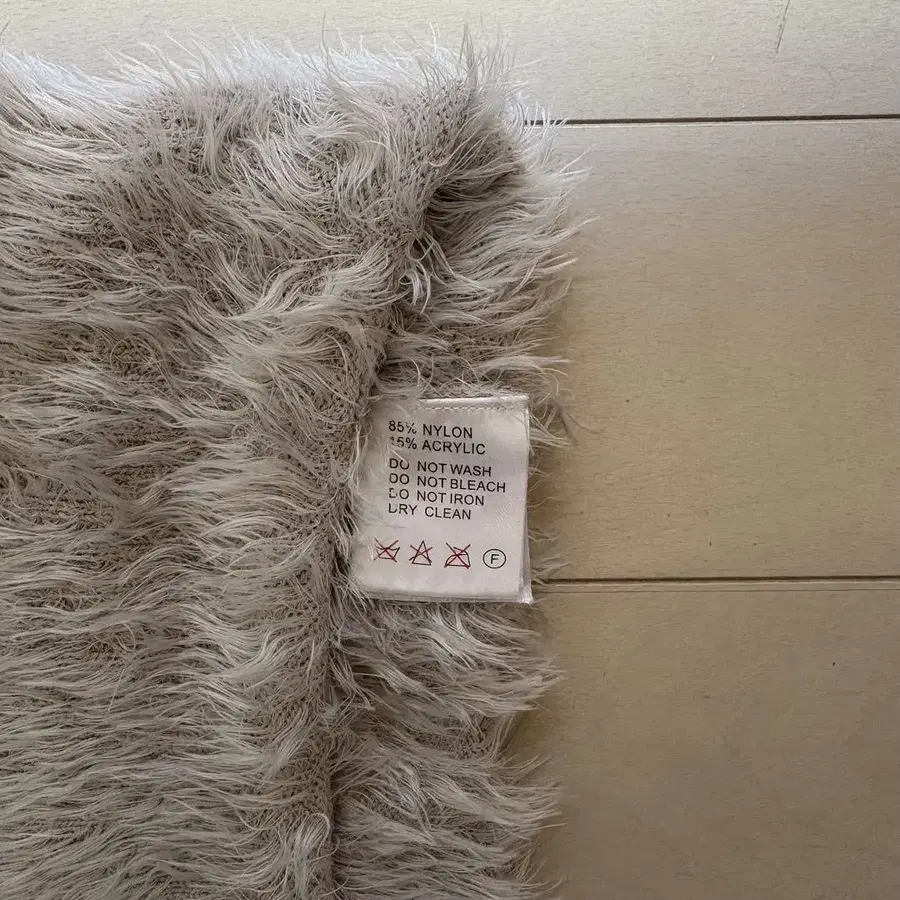 85% NYLON
15% ACRYLIC
DO NOT WASH
DO NOT BLEACH
DO NOT IRON
DRY CLEAN
F